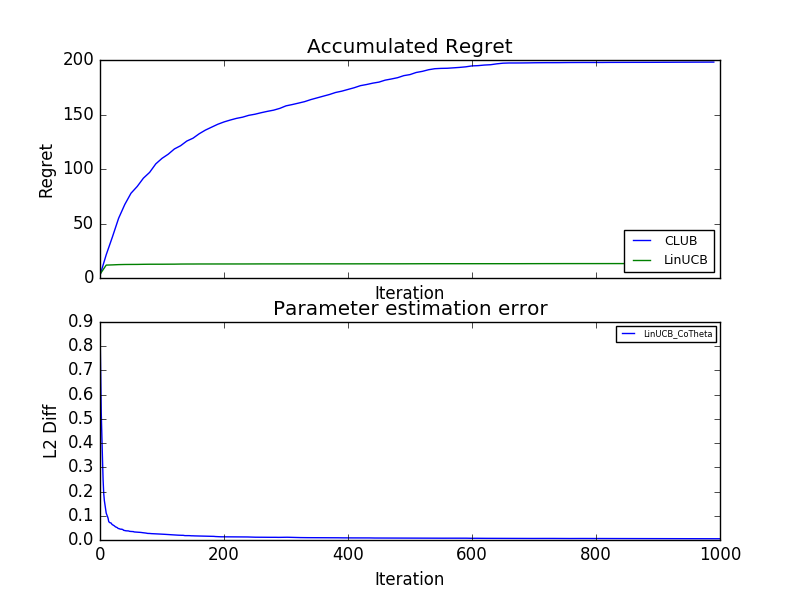 Accumulated Regret
200
150
100
50
0
Regret
CLUB
LinUCB
Iteration
Parameter estimation error
0.9
0.8
0.7
0.6
0.5
0.4
0.3
0.2
0.1
0.0
L2 Diff
LinUCB_CoTheta
0 200 400 600 800 1000
Iteration